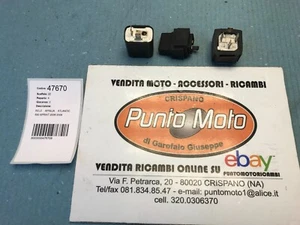 47670
VENDITA MOTO - ACCESSORI - RICAMBI
CRISPANO
Punto Moto
di Garofalo Giuseppe
VENDITA RICAMBI ONLINE SU
ebay
PUNTOMOTORICAMBI
Via F. Petrarca, 20 - 80020 CRISPANO (NA)
Tel/fax 081.834.85.47 - e-mail: puntomoto1@alice.it
cell. 320.0306370